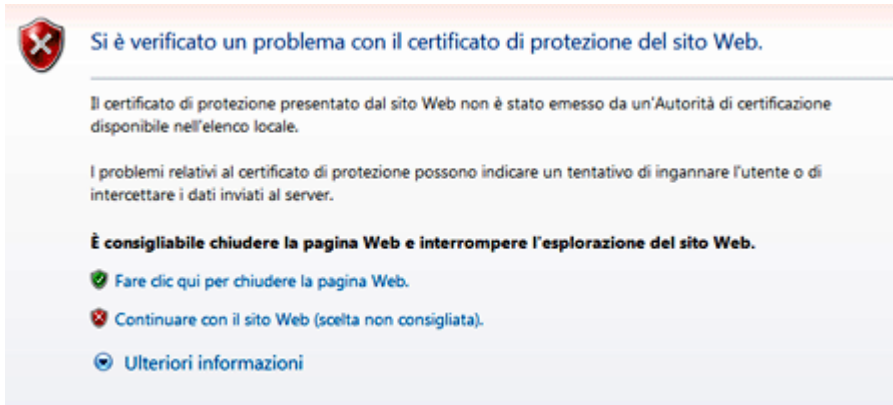 Si è verificato un problema con il certificato di protezione del sito Web.
Il certificato di protezione presentato dal sito Web non è stato emesso da un'Autorità di certificazione
disponibile nell'elenco locale.
I problemi relativi al certificato di protezione possono indicare un tentativo di ingannare l'utente o di
intercettare i dati inviati al server.
È consigliabile chiudere la pagina Web e interrompere l'esplorazione del sito Web.
Fare clic qui per chiudere la pagina Web.
Continuare con il sito Web (scelta non consigliata).
Ulteriori informazioni